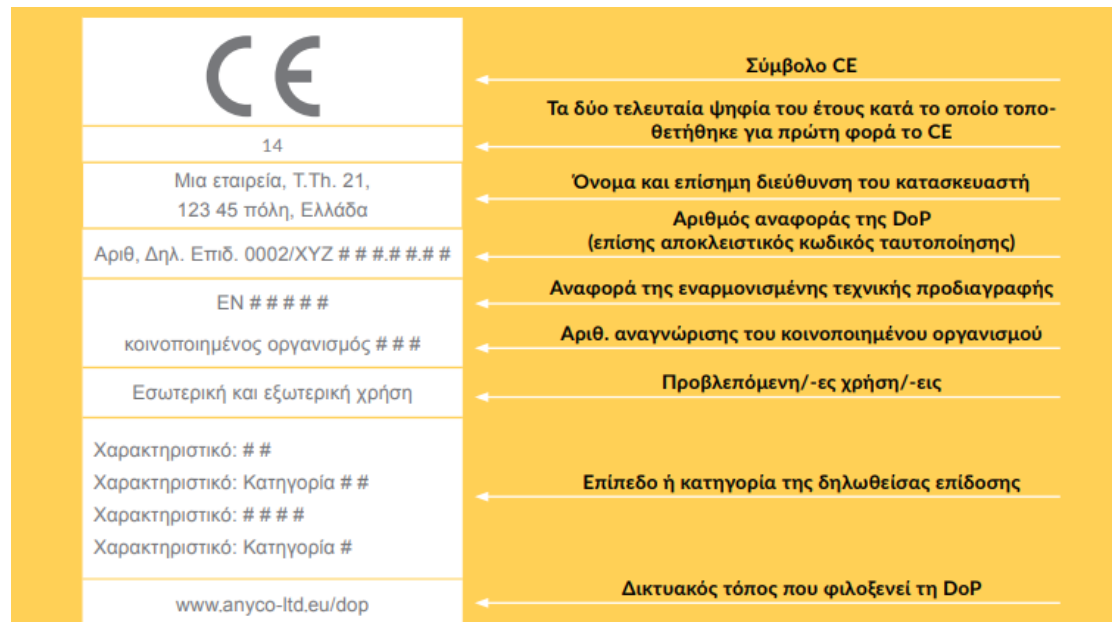 CE
Σύμβολο CE
14
Τα δύο τελευταία ψηφία του έτους κατά το οποίο τοπο-
θετήθηκε για πρώτη φορά το CE
Μια εταιρεία, T.Th. 21,
123 45 πόλη, Ελλάδα
Όνομα και επίσημη διεύθυνση του κατασκευαστή
Αριθ, Δηλ. Επιδ. 0002/XYZ # # #.# #.# #
Αριθμός αναφοράς της DoP
(επίσης αποκλειστικός κωδικός ταυτοποίησης)
EN # # # # #
Αναφορά της εναρμονισμένης τεχνικής προδιαγραφής
κοινοποιημένος οργανισμός # # #
Αριθ. αναγνώρισης του κοινοποιημένου οργανισμού
Εσωτερική και εξωτερική χρήση
Προβλεπόμενη/-ες χρήση/-εις
Χαρακτηριστικό: # #
Χαρακτηριστικό: Κατηγορία # #
Χαρακτηριστικό: # # # #
Χαρακτηριστικό: Κατηγορία #
Επίπεδο ή κατηγορία της δηλωθείσας επίδοσης
www.anyco-ltd.eu/dop
Δικτυακός τόπος που φιλοξενεί τη DoP